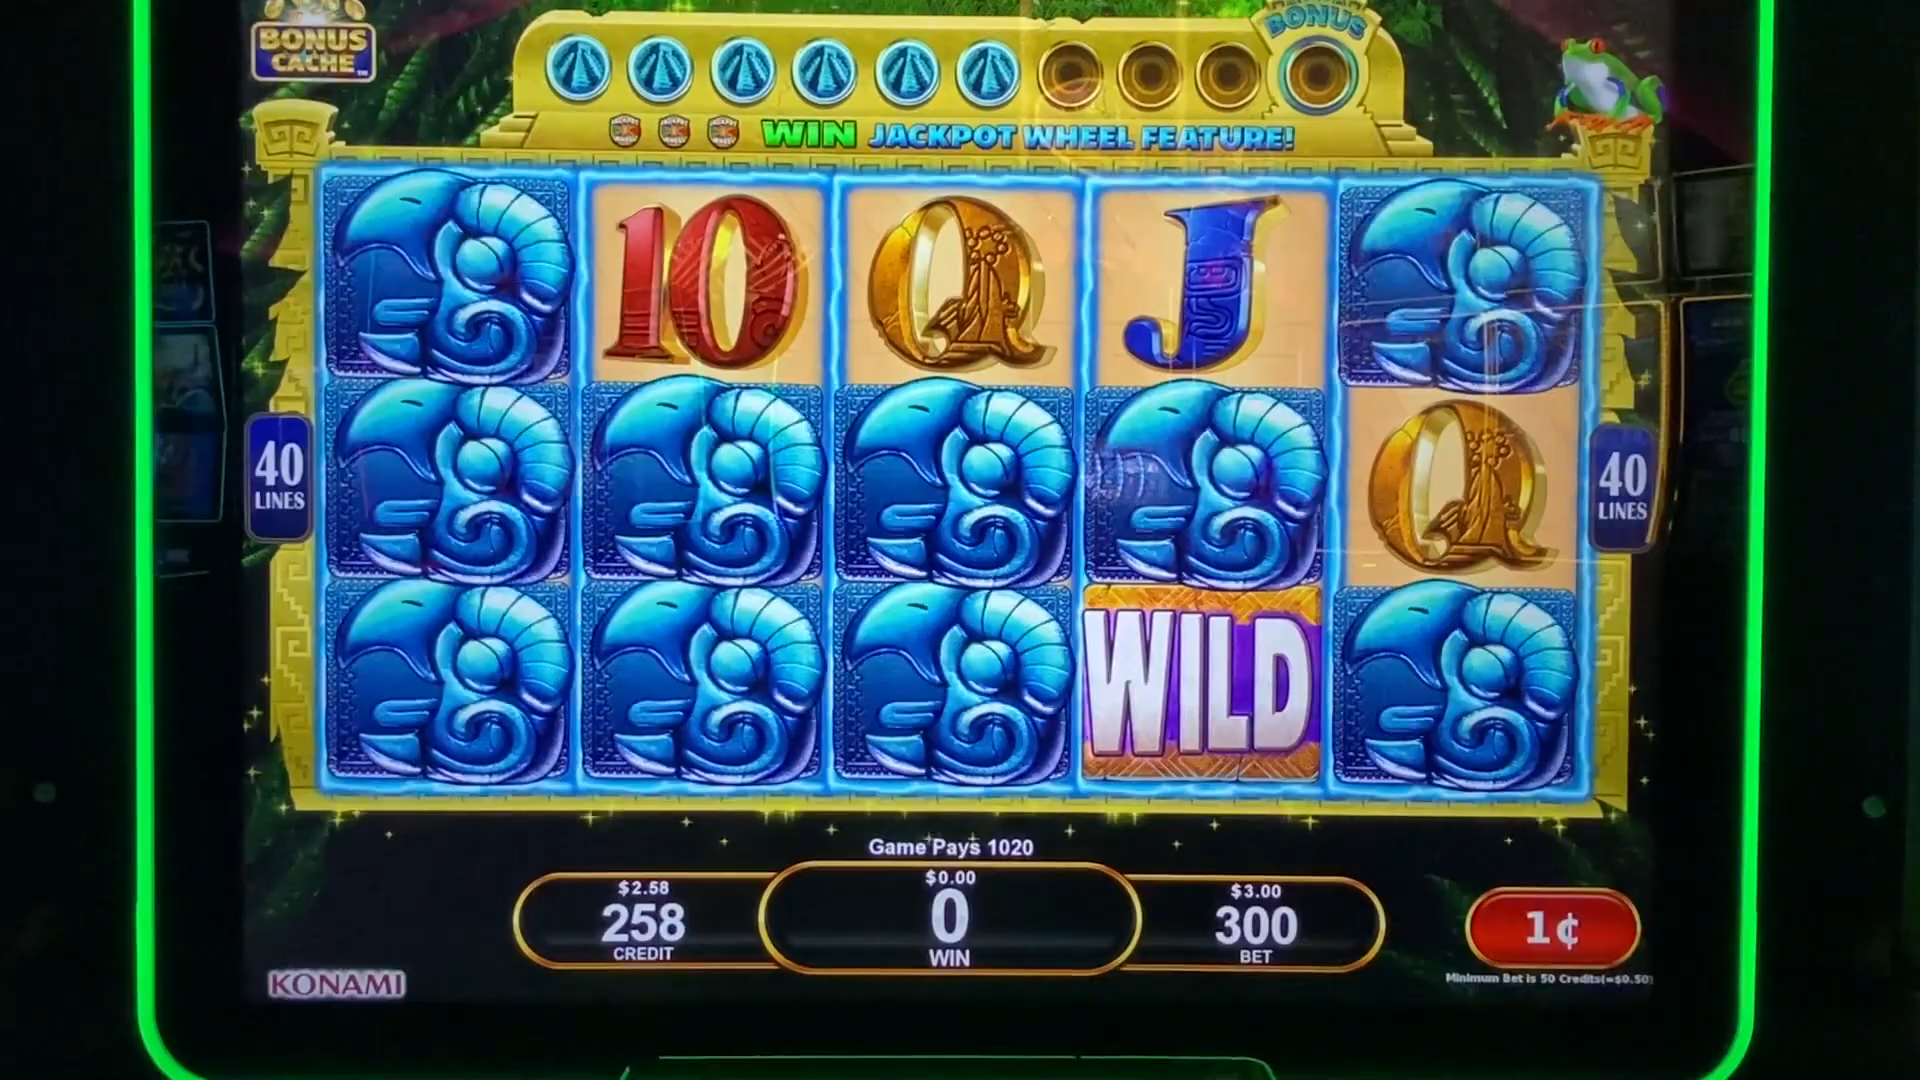 BONUS
CACHE™
BONUS
WIN JACKPOT WHEEL FEATURE!
10
Q
J
Q
WILD
40
LINES
40
LINES
Game Pays 1020
$2.58
258
CREDIT
$0.00
0
WIN
$3.00
300
BET
1¢
Minimum Bet is 50 Credits(=$0.50)
KONAMI